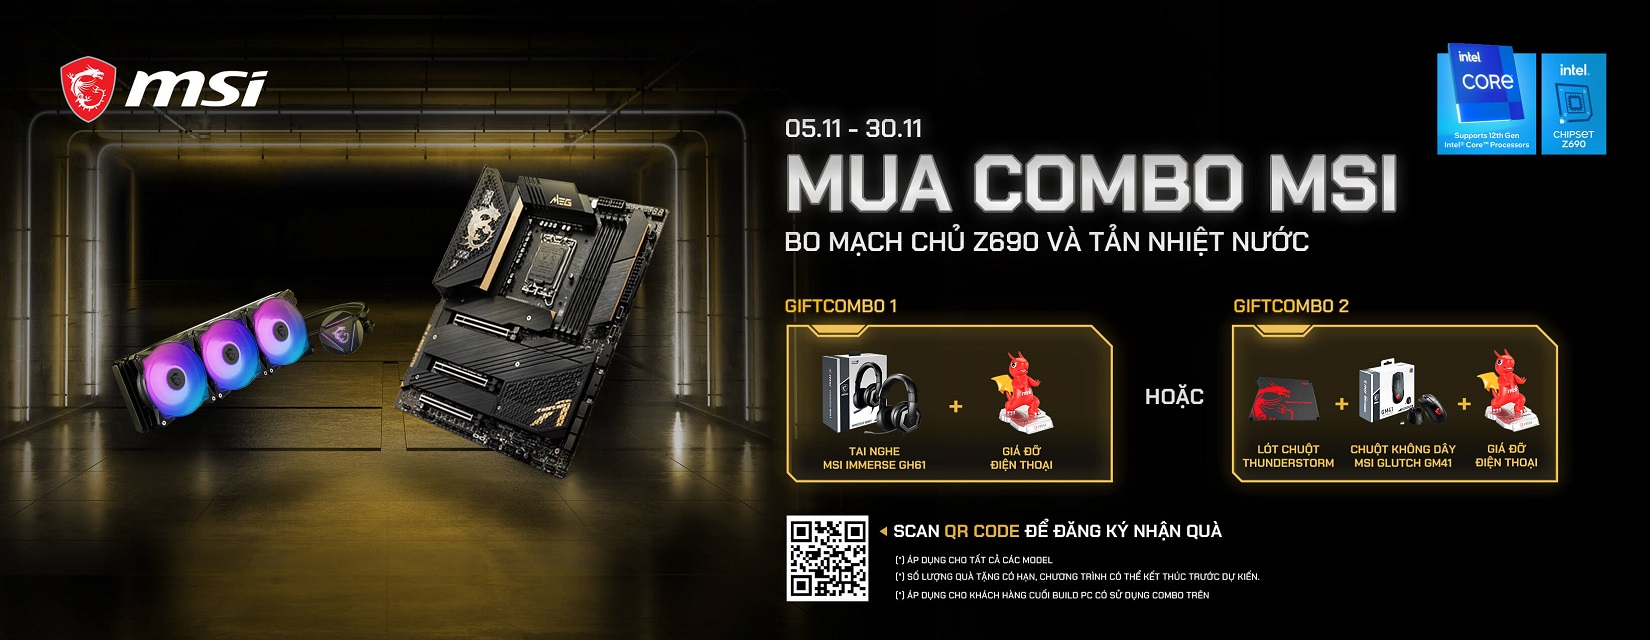 msi
intel
CORE
Supports 12th Gen
Intel® Core™ Processors
intel.
CHIPSET
Z690
05.11 - 30.11
MUA COMBO MSI
BO MẠCH CHỦ Z690 VÀ TẢN NHIỆT NƯỚC
MEG
GIFTCOMBO 1
TAI NGHE
MSI IMMERSE GH61
+
GIÁ ĐỠ
ĐIỆN THOẠI
HOẶC
GIFTCOMBO 2
LÓT CHUỘT
THUNDERSTORM
+
GM41
CHUỘT KHÔNG DÂY
MSI GLUTCH GM41
+
GIÁ ĐỠ
ĐIỆN THOẠI
SCAN QR CODE ĐỂ ĐĂNG KÝ NHẬN QUÀ
(*) ÁP DỤNG CHO TẤT CẢ CÁC MODEL
(*) SỐ LƯỢNG QUÀ TẶNG CÓ HẠN, CHƯƠNG TRÌNH CÓ THỂ KẾT THÚC TRƯỚC DỰ KIẾN.
(*) ÁP DỤNG CHO KHÁCH HÀNG CUỐI BUILD PC CÓ SỬ DỤNG COMBO TRÊN